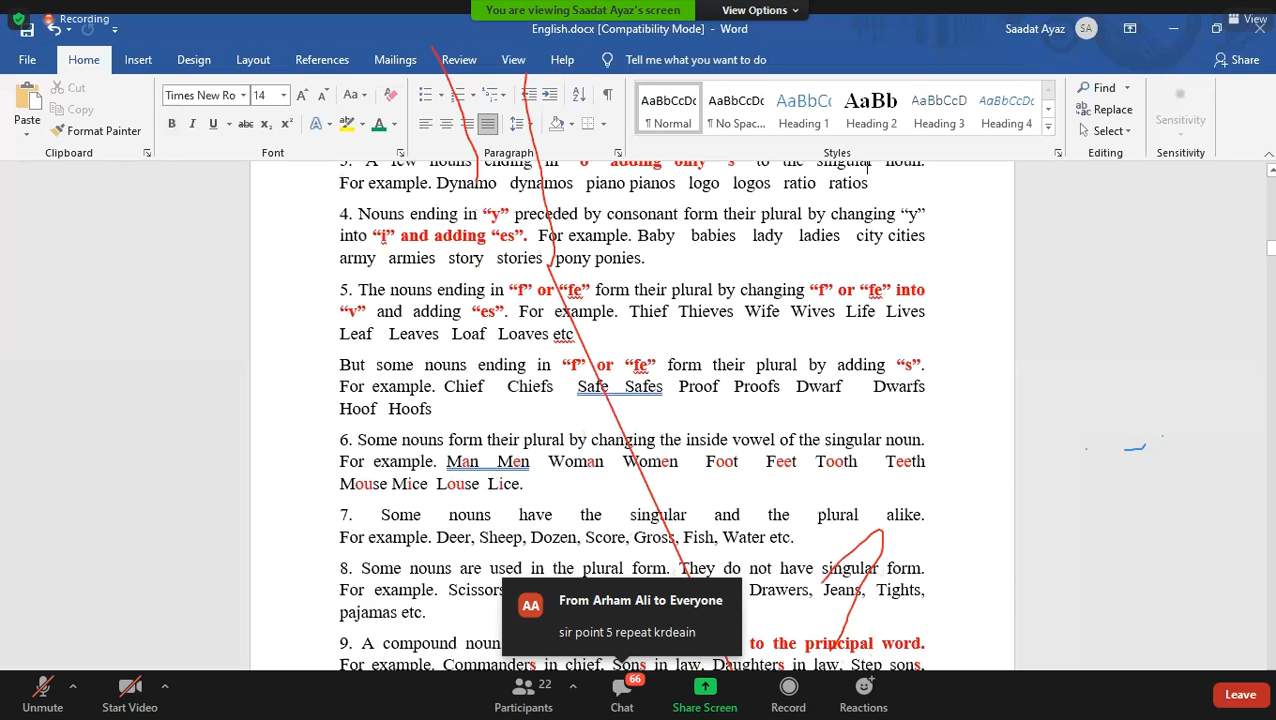 You are viewing Saadat Ayaz's screen
View Options
View
Recording
English.docx [Compatibility Mode] - Word
Saadat Ayaz
SA
File Home Insert Design Layout References Mailings Review View Help Tell me what you want to do
Share
Paste
Cut
Copy
Format Painter
Times New Ro 14
AaBbCcDc AaBbCcDc AaBbCc AaBb AaBbCcD AaBbCcD
¶ Normal ¶ No Spac... Heading 1 Heading 2 Heading 3 Heading 4
Find
Replace
Select
Sensitivity
Clipboard Font Paragraph Styles Editing Sensitivity
3. A few nouns ending in “o” adding only “s” to the singular noun.
For example. Dynamo dynamos piano pianos logo logos ratio ratios
4. Nouns ending in “y” preceded by consonant form their plural by changing “y”
into “i” and adding “es”. For example. Baby babies lady ladies city cities
army armies story stories pony ponies.
5. The nouns ending in “f” or “fe” form their plural by changing “f” or “fe” into
“v” and adding “es”. For example. Thief Thieves Wife Wives Life Lives
Leaf Leaves Loaf Loaves etc
But some nouns ending in “f” or “fe” form their plural by adding “s”.
For example. Chief Chiefs Safe Safes Proof Proofs Dwarf Dwarfs
Hoof Hoofs
6. Some nouns form their plural by changing the inside vowel of the singular noun.
For example. Man Men Woman Women Foot Feet Tooth Teeth
Mouse Mice Louse Lice.
7. Some nouns have the singular and the plural alike.
For example. Deer, Sheep, Dozen, Score, Gross, Fish, Water etc.
8. Some nouns are used in the plural form. They do not have singular form.
For example. Scissors Drawers, Jeans, Tights,
pajamas etc.
9. A compound noun to the principal word.
For example. Commanders in chief, Sons in law, Daughters in law, Step sons,
AA
From Arham Ali to Everyone
sir point 5 repeat krdeain
Unmute
Start Video
22
Participants
66
Chat
Share Screen
Record
Reactions
Leave